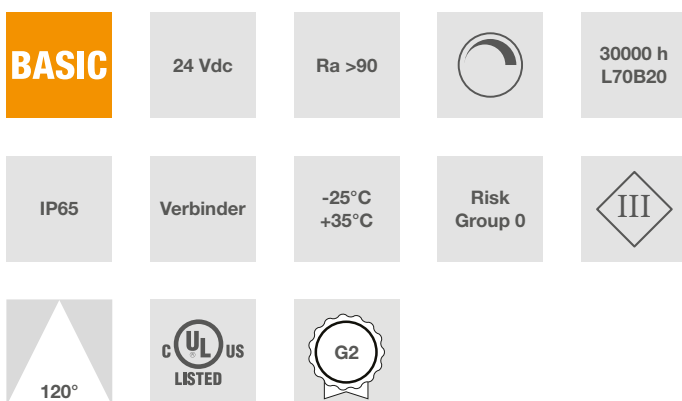 BASIC
24 Vdc
Ra >90
30000 h
L70B20
IP65
Verbinder
-25°C
+35°C
Risk
Group 0
III
120°
C UL US
®
LISTED
G2